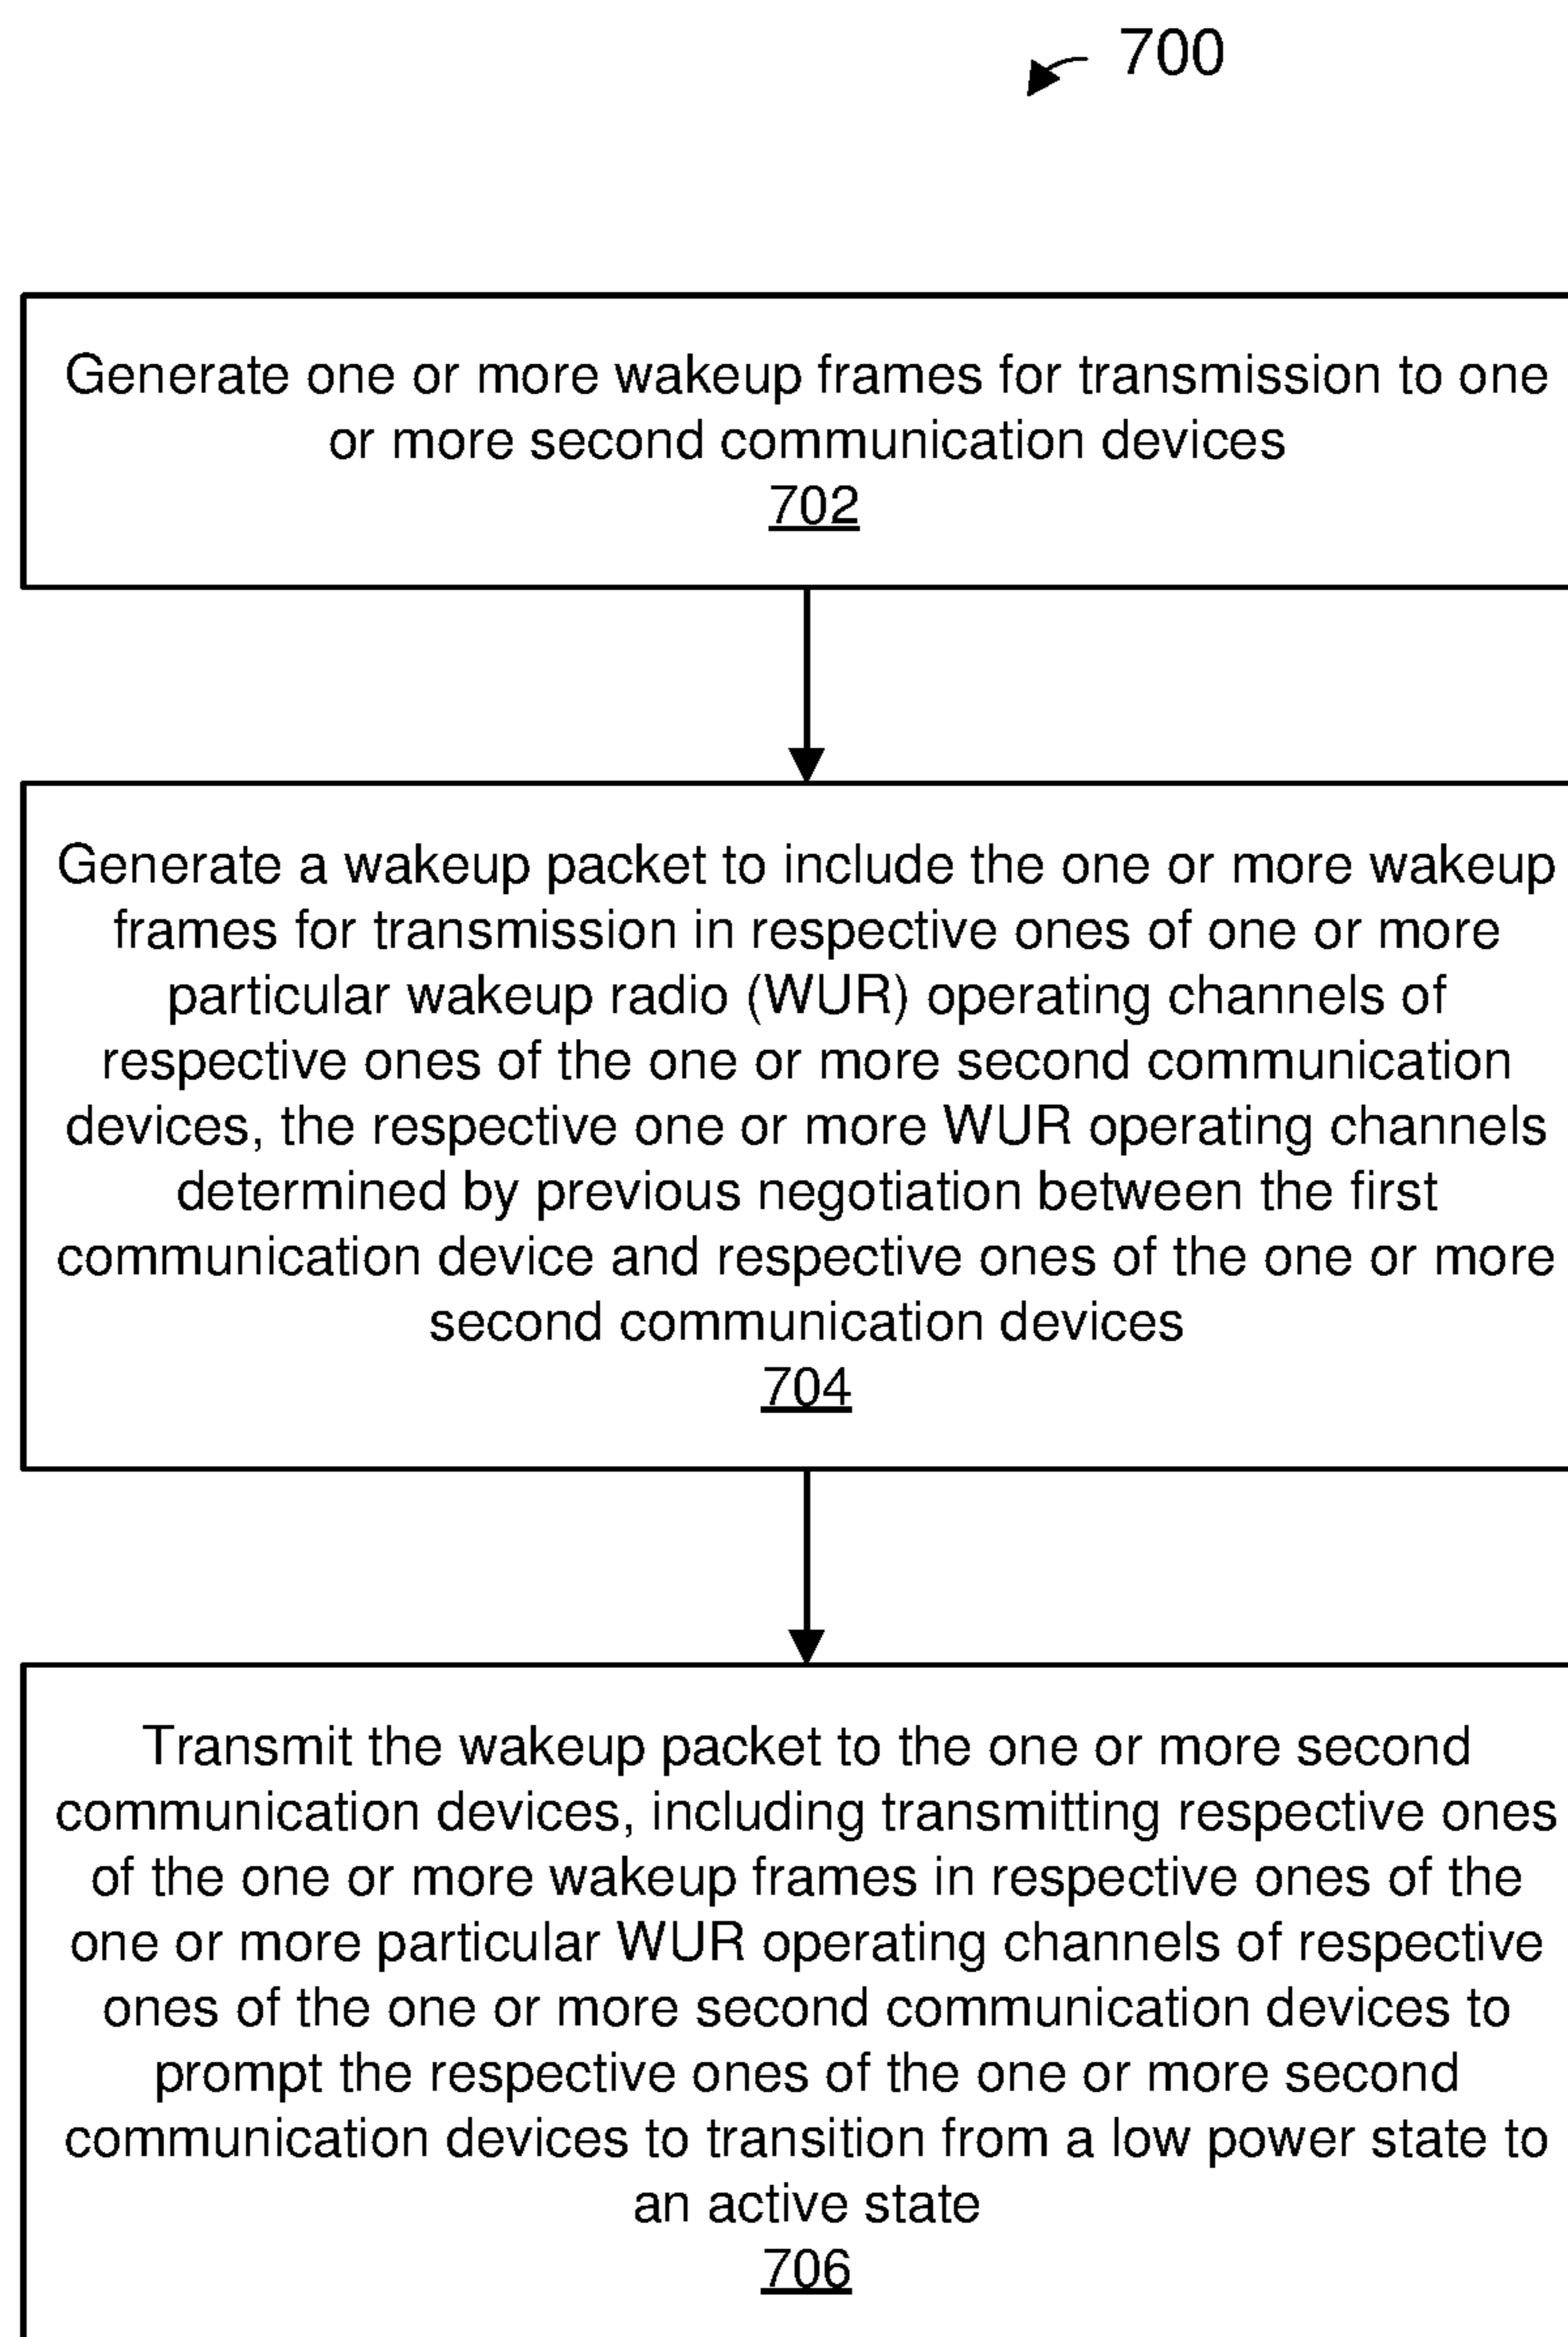 700
Generate one or more wakeup frames for transmission to one
or more second communication devices
702
Generate a wakeup packet to include the one or more wakeup
frames for transmission in respective ones of one or more
particular wakeup radio (WUR) operating channels of
respective ones of the one or more second communication
devices, the respective one or more WUR operating channels
determined by previous negotiation between the first
communication device and respective ones of the one or more
second communication devices
704
Transmit the wakeup packet to the one or more second
communication devices, including transmitting respective ones
of the one or more wakeup frames in respective ones of the
one or more particular WUR operating channels of respective
ones of the one or more second communication devices to
prompt the respective ones of the one or more second
communication devices to transition from a low power state to
an active state
706